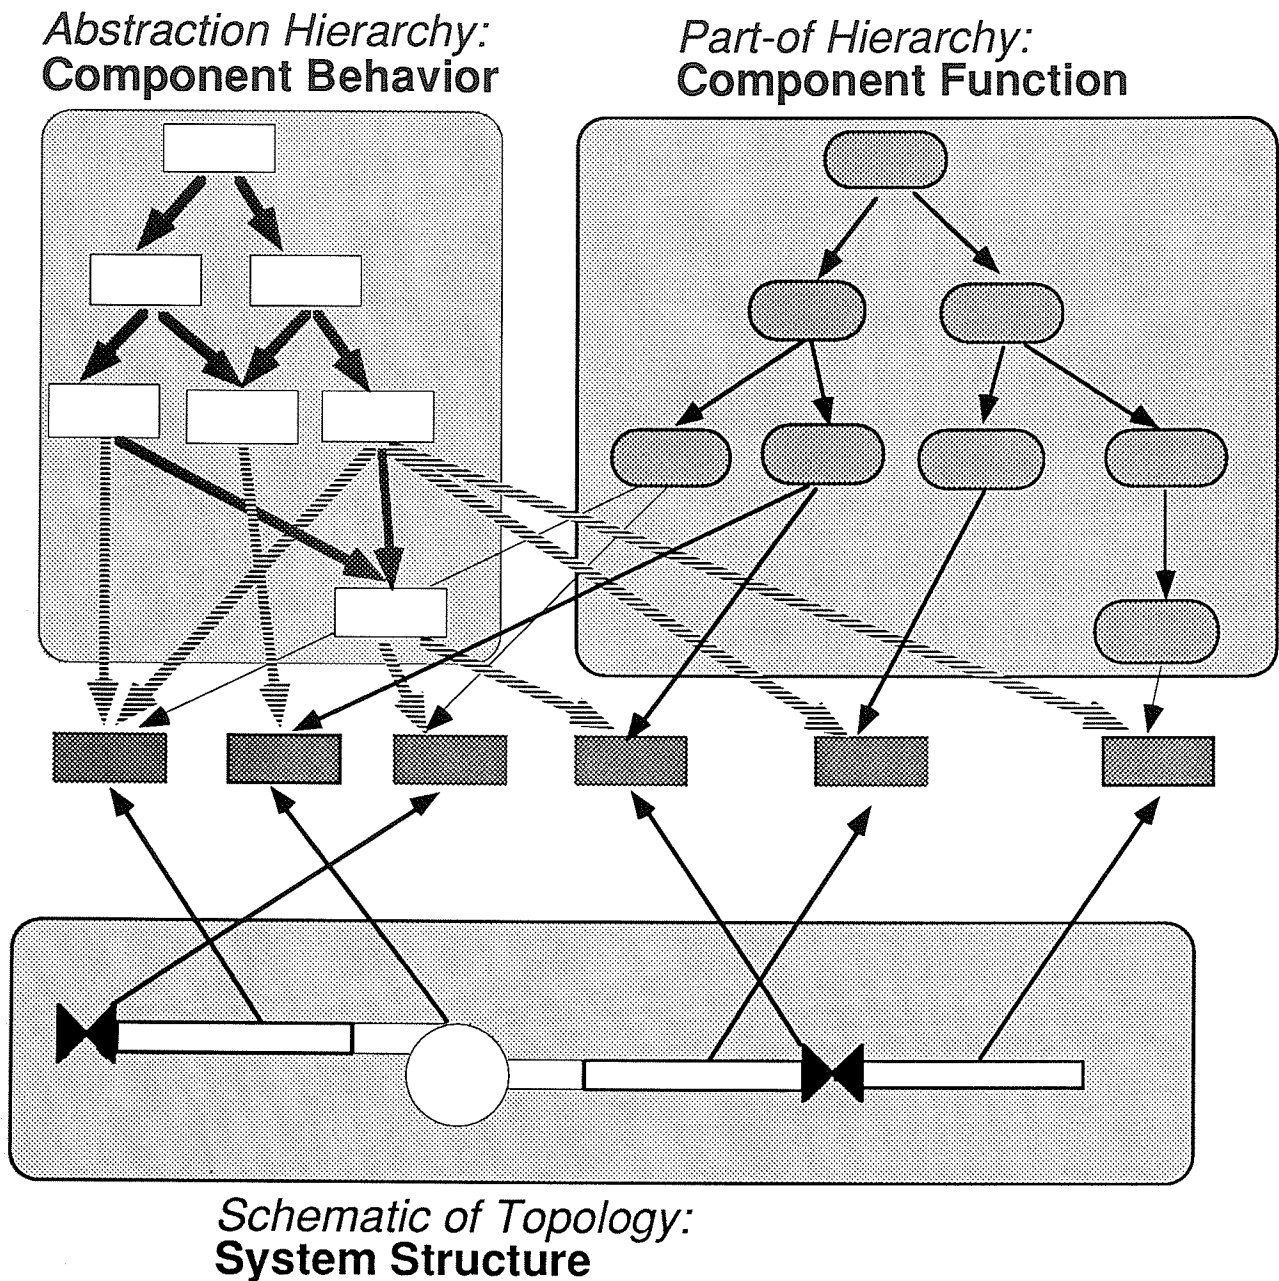 Abstraction Hierarchy:
Component Behavior
Part-of Hierarchy:
Component Function
Schematic of Topology:
System Structure